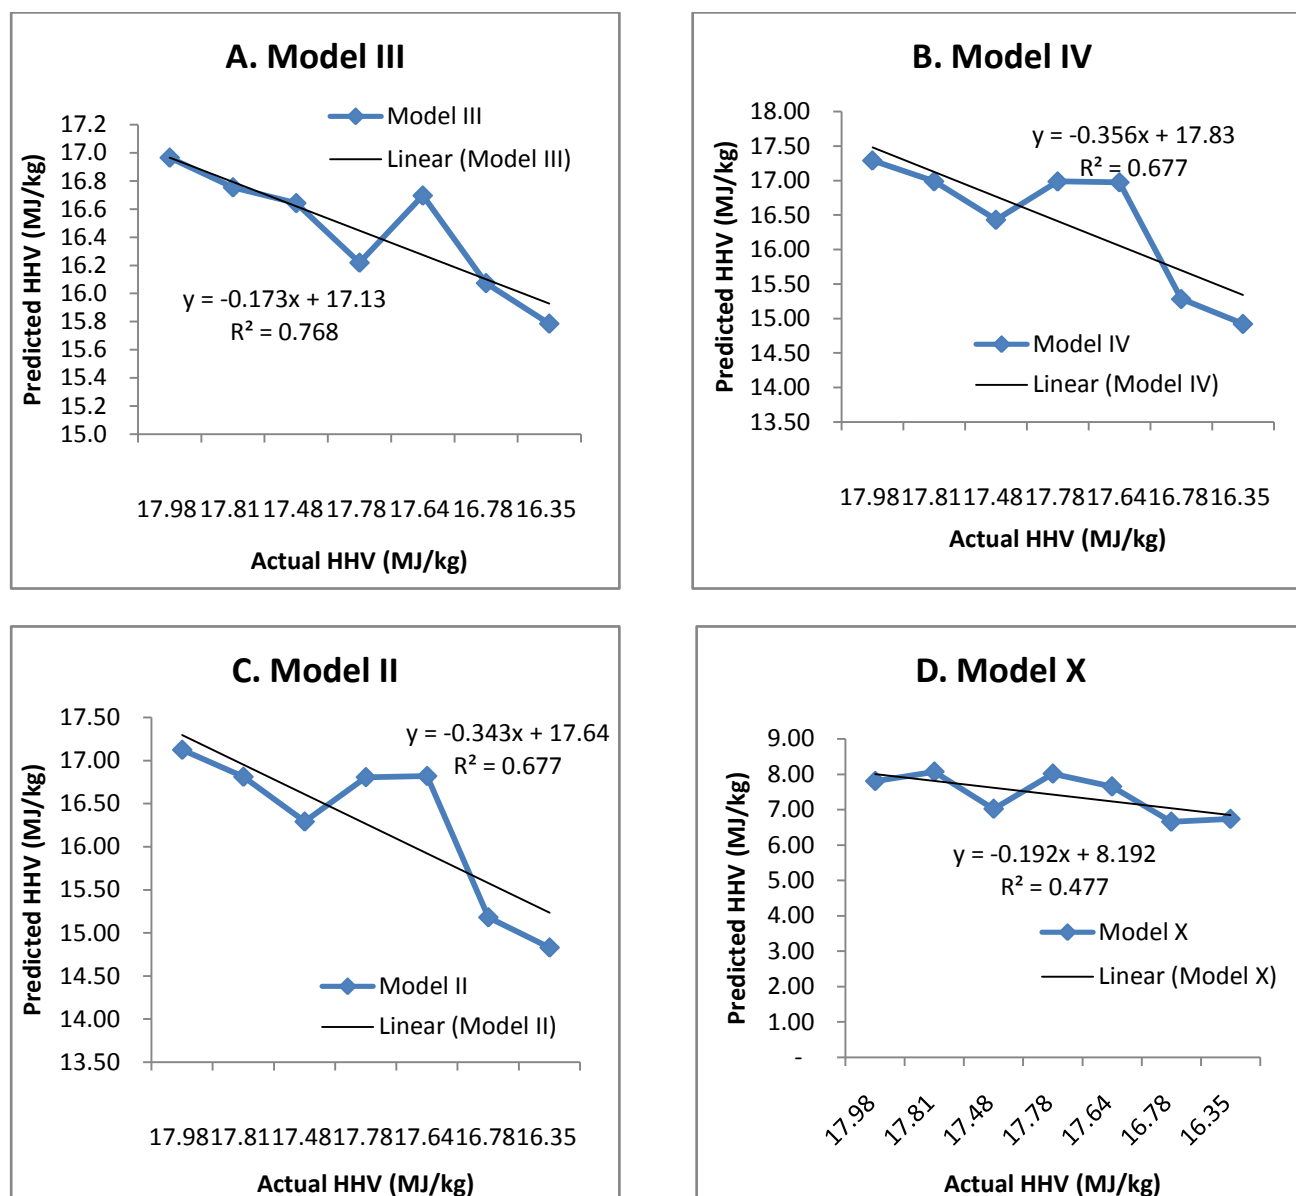 A. Model III
Model III
Linear (Model III)
17.2
17.0
16.8
16.6
16.4
16.2
16.0
15.8
15.6
15.4
15.2
15.0
y = -0.173x + 17.13
R² = 0.768
Predicted HHV (MJ/kg)
17.98 17.81 17.48 17.78 17.64 16.78 16.35
Actual HHV (MJ/kg)
B. Model IV
18.00
17.50
17.00
16.50
16.00
15.50
15.00
14.50
14.00
13.50
y = -0.356x + 17.83
R² = 0.677
Model IV
Linear (Model IV)
Predicted HHV (MJ/kg)
17.98 17.81 17.48 17.78 17.64 16.78 16.35
Actual HHV (MJ/kg)
C. Model II
17.50
17.00
16.50
16.00
15.50
15.00
14.50
14.00
13.50
y = -0.343x + 17.64
R² = 0.677
Model II
Linear (Model II)
Predicted HHV (MJ/kg)
17.98 17.81 17.48 17.78 17.64 16.78 16.35
Actual HHV (MJ/kg)
D. Model X
9.00
8.00
7.00
6.00
5.00
4.00
3.00
2.00
1.00
-
y = -0.192x + 8.192
R² = 0.477
Model X
Linear (Model X)
Predicted HHV (MJ/kg)
17.98 17.81 17.48 17.78 17.64 16.78 16.35
Actual HHV (MJ/kg)